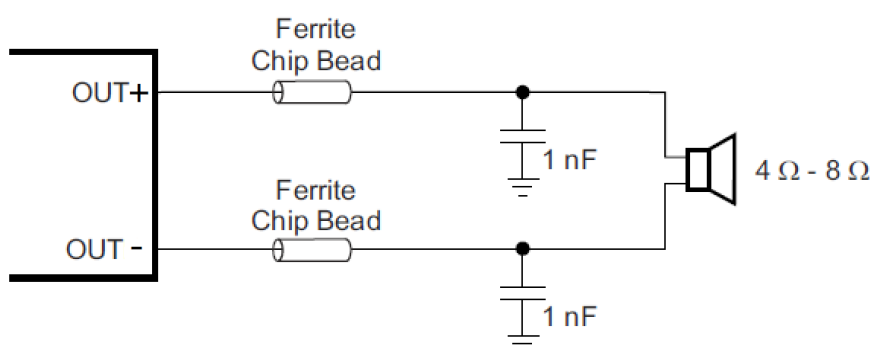 Ferrite
Chip Bead
OUT+
1 nF
4 Ω - 8 Ω
Ferrite
Chip Bead
OUT -
1 nF